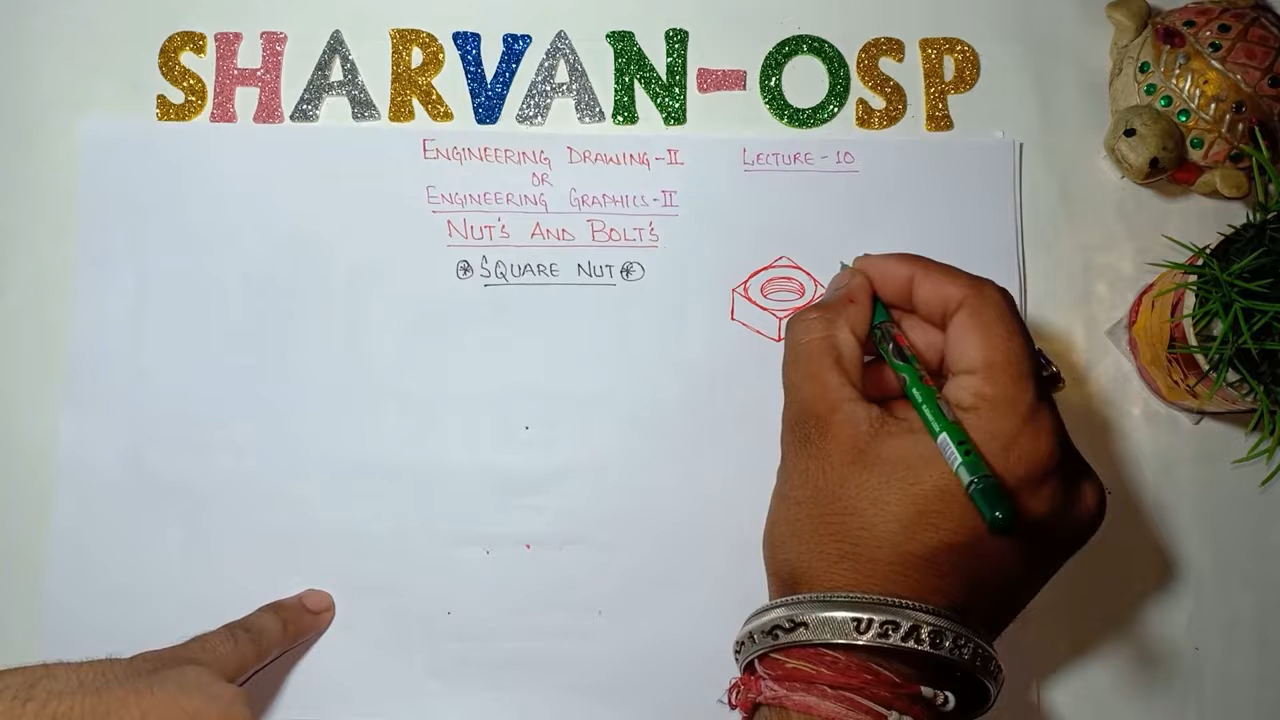 SHARVAN-OSP
ENGINEERING DRAWING-II
OR
ENGINEERING GRAPHICS-II
LECTURE-10
NUT'S AND BOLT'S
SQUARE NUT